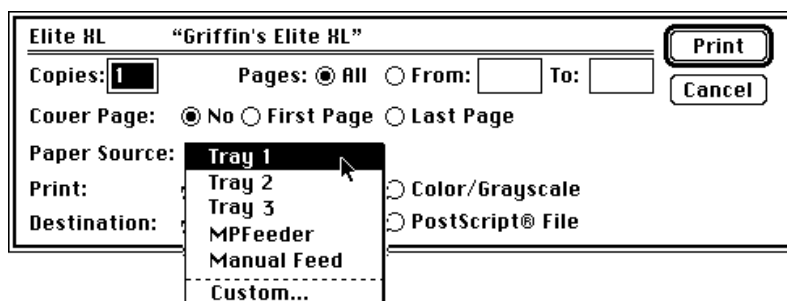 Elite XL “Griffin's Elite XL” Print
Copies: 1 Pages: All From: To:
Cancel
Cover Page: No First Page Last Page
Paper Source: Tray 1
Tray 2
Print: Color/Grayscale
Tray 3
Destination: PostScript® File
MPFeeder
Manual Feed
Custom...